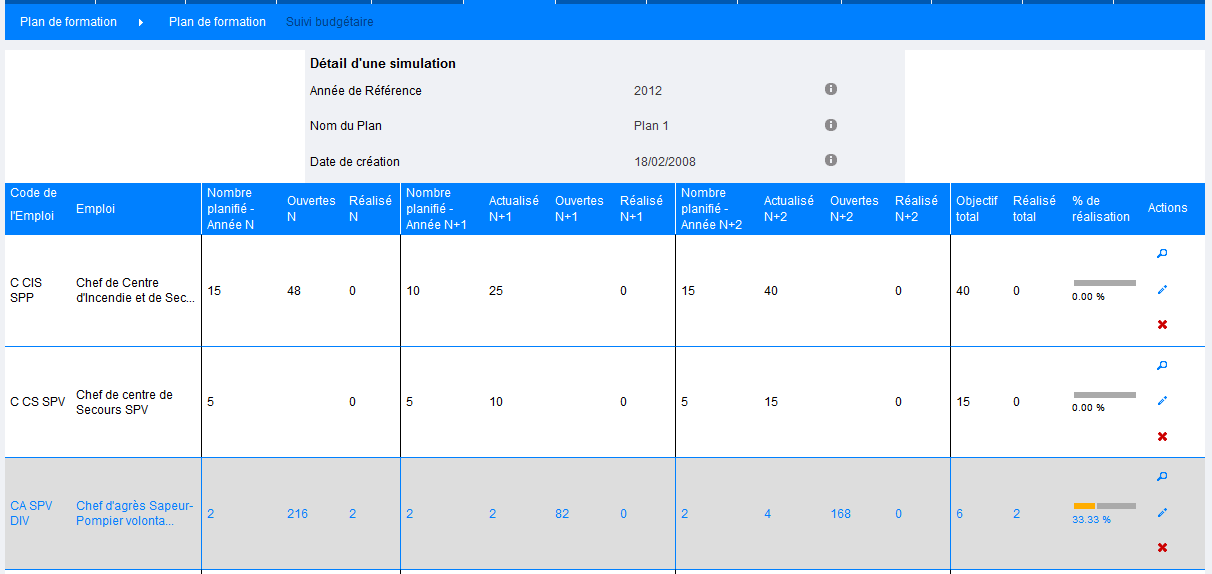 Plan de formation Plan de formation Suivi budgétaire
Détail d'une simulation
Année de Référence 2012
Nom du Plan Plan 1
Date de création 18/02/2008
Code de
l'Emploi
Emploi
Nombre
planifié -
Année N
Ouvertes
N
Réalisé
N
Nombre
planifié -
Année N+1
Actualisé
N+1
Ouvertes
N+1
Réalisé
N+1
Nombre
planifié -
Année N+2
Actualisé
N+2
Ouvertes
N+2
Réalisé
N+2
Objectif
total
Réalisé
total
% de
réalisation
Actions
C CIS
SPP
Chef de Centre
d'Incendie et de Sec...
15 48 0 10 25 0 15 40 0 40 0
0.00 %
C CS SPV
Chef de centre de
Secours SPV
5 0 5 10 0 5 15 0 15 0
0.00 %
CA SPV
DIV
Chef d'agrès Sapeur-
Pompier volonta...
2 216 2 2 2 82 0 2 4 168 0 6 2
33.33 %